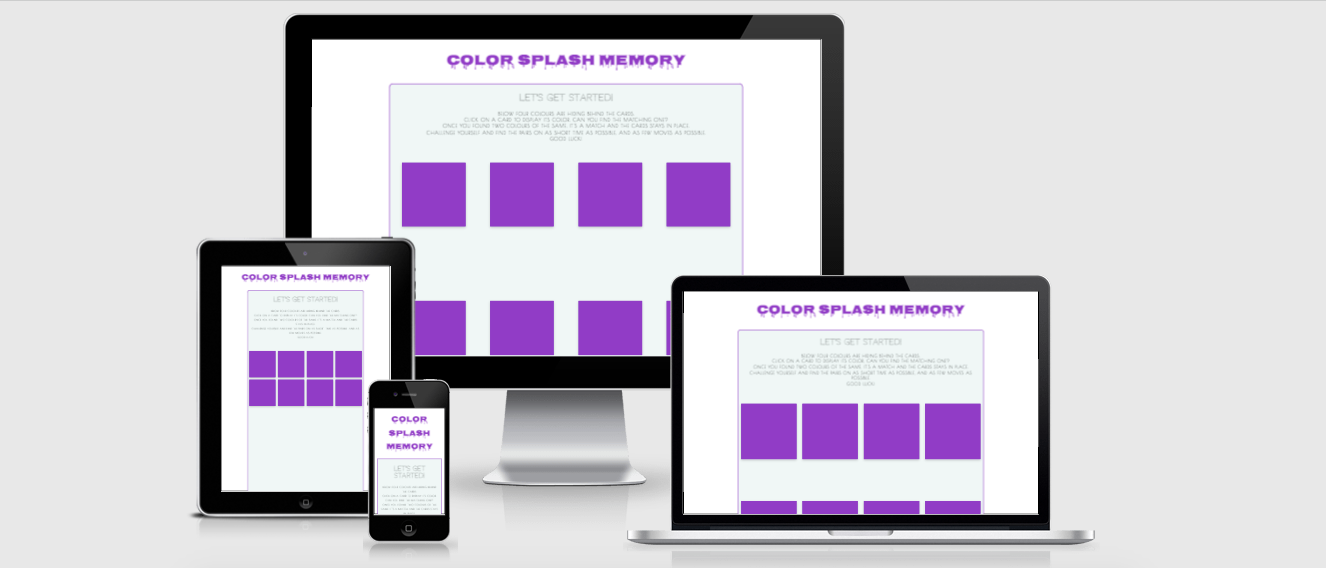 COLOR SPLASH MEMORY
LET'S GET STARTED!
BELOW YOUR COLOURS ARE HIDING BEHIND THE CARDS.
CLICK ON A CARD TO DISPLAY ITS COLOR. CAN YOU FIND THE MATCHING ONE?
ONCE YOU FOUND TWO COLOURS OF THE SAME, IT'S A MATCH AND THE CARDS STAYS IN PLACE.
CHALLENGE YOURSELF AND FIND THE PAIRS ON AS SHORT TIME AS POSSIBLE, AND AS FEW MOVES AS POSSIBLE.
GOOD LUCK!
COLOR SPLASH MEMORY
LET'S GET STARTED!
COLOR
SPLASH
MEMORY
LET'S GET
STARTED!
COLOR SPLASH MEMORY
LET'S GET STARTED!
BELOW YOUR COLOURS ARE HIDING BEHIND THE CARDS.
CLICK ON A CARD TO DISPLAY ITS COLOR. CAN YOU FIND THE MATCHING ONE?
ONCE YOU FOUND TWO COLOURS OF THE SAME, IT'S A MATCH AND THE CARDS STAYS IN PLACE.
CHALLENGE YOURSELF AND FIND THE PAIRS ON AS SHORT TIME AS POSSIBLE, AND AS FEW MOVES AS
POSSIBLE.
GOOD LUCK!